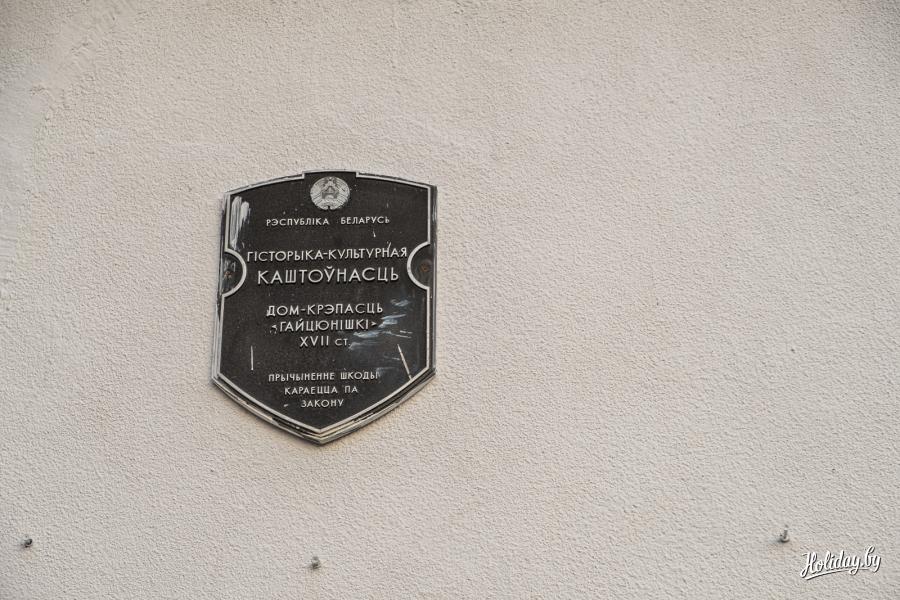 РЭСПУБЛІКА БЕЛАРУСЬ
ГІСТОРЫКА-КУЛЬТУРНАЯ
КАШТОЎНАСЦЬ
ДОМ-КРЭПАСЦЬ
«ГАЙЦЮНІШКІ»
XVII СТ.
ПРЫЧЫНЕННЕ ШКОДЫ
КАРАЕЦЦА ПА
ЗАКОНУ
Holiday.by